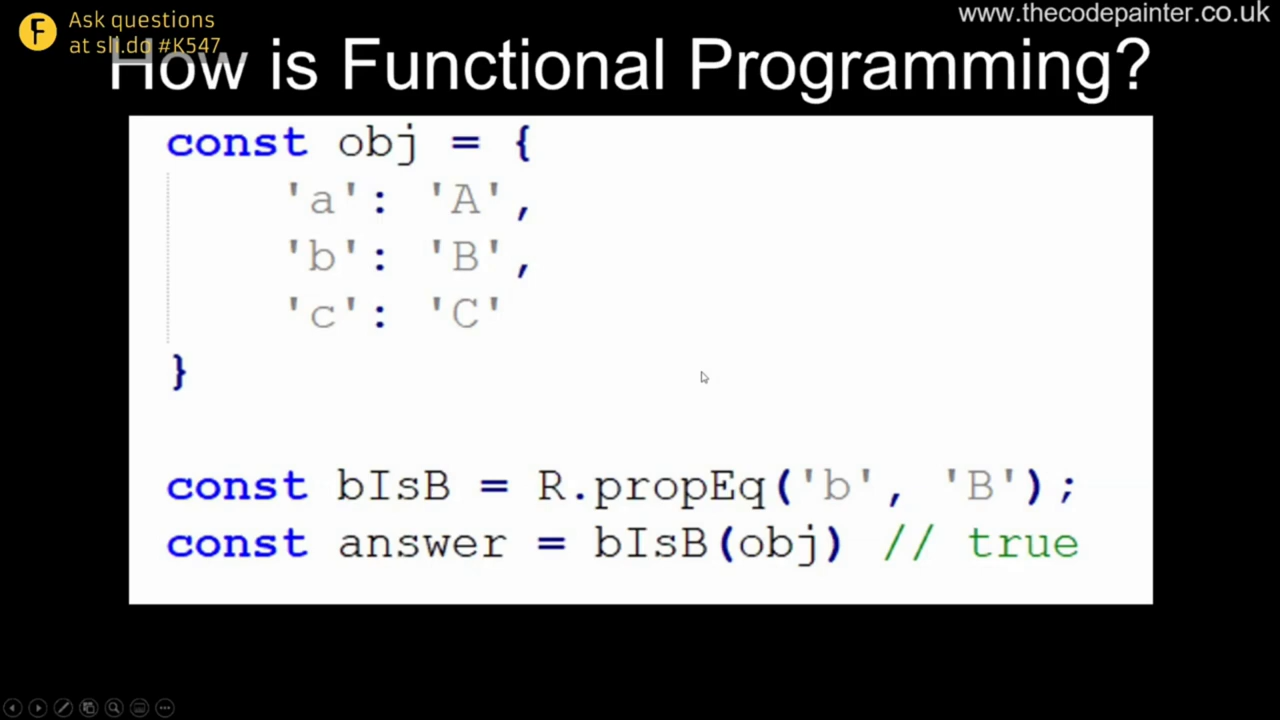 Ask questions
at sli.do #K547
www.thecodepainter.co.uk
How is Functional Programming?
const obj = {
'a': 'A',
'b': 'B',
'c': 'C'
}
const bIsB = R.propEq('b', 'B');
const answer = bIsB(obj) // true